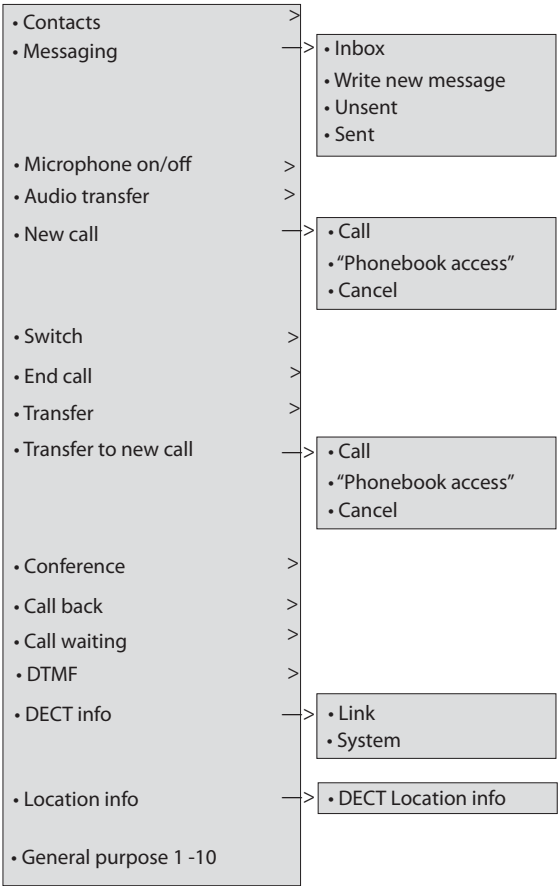 • Contacts >
• Messaging —>
• Inbox
• Write new message
• Unsent
• Sent
• Microphone on/off >
• Audio transfer >
• New call —>
• Call
• “Phonebook access”
• Cancel
• Switch >
• End call >
• Transfer >
• Transfer to new call —>
• Call
• “Phonebook access”
• Cancel
• Conference >
• Call back >
• Call waiting >
• DTMF >
• DECT info —>
• Link
• System
• Location info —>
• DECT Location info
• General purpose 1 -10